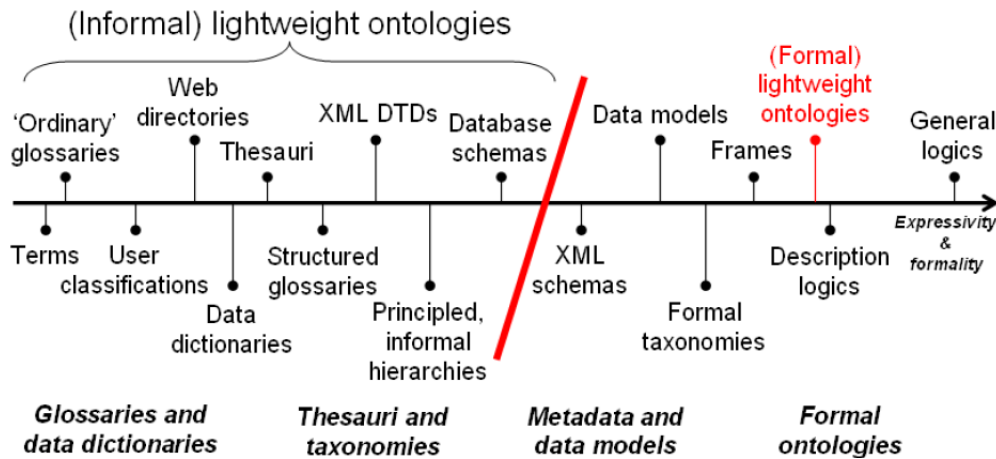 (Informal) lightweight ontologies
'Ordinary'
glossaries
Web
directories
Thesauri
XML DTDs
Database
schemas
Data models
Frames
(Formal)
lightweight
ontologies
General
logics
Terms
User
classifications
Data
dictionaries
Structured
glossaries
Principled,
informal
hierarchies
XML
schemas
Formal
taxonomies
Description
logics
Expressivity
&
formality
Glossaries and
data dictionaries
Thesauri and
taxonomies
Metadata and
data models
Formal
ontologies